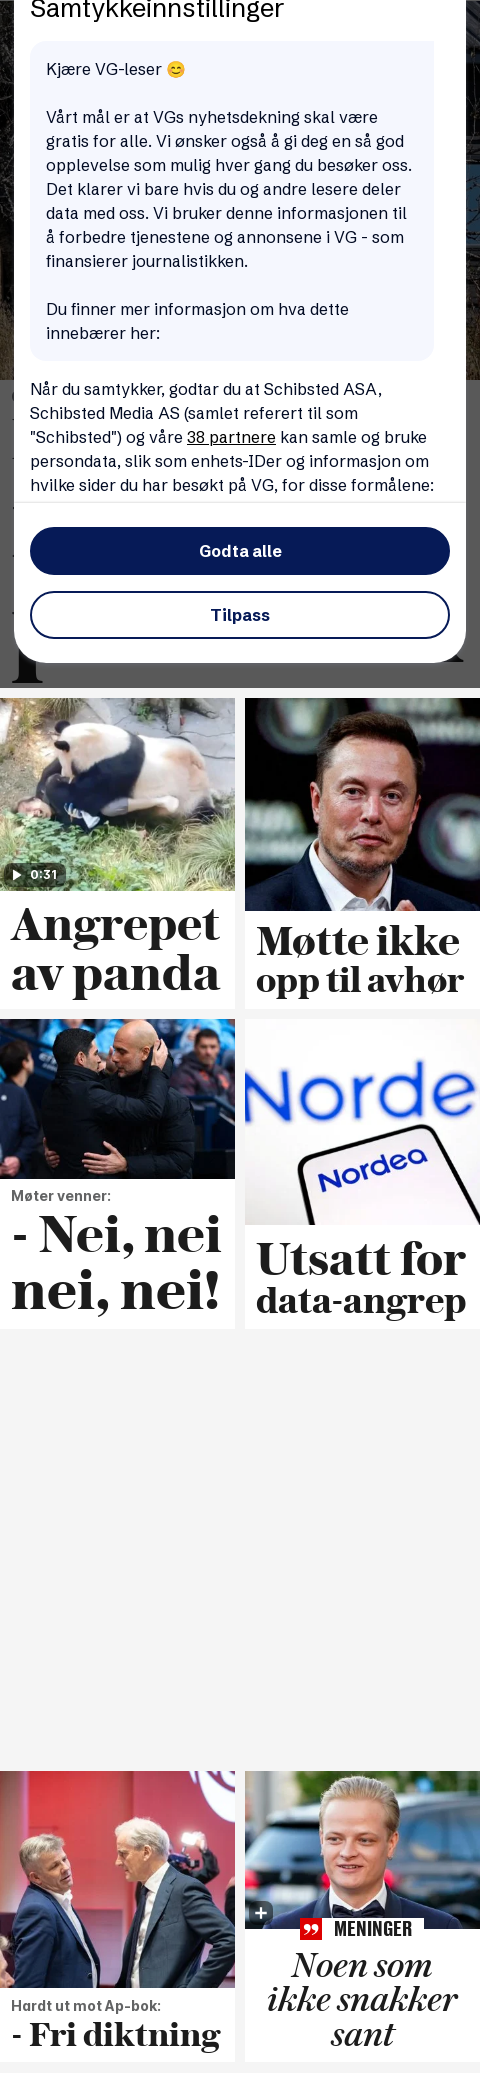 Samtykkeinnstillinger
Kjære VG-leser 😊
Vårt mål er at VGs nyhetsdekning skal være
gratis for alle. Vi ønsker også å gi deg en så god
opplevelse som mulig hver gang du besøker oss.
Det klarer vi bare hvis du og andre lesere deler
data med oss. Vi bruker denne informasjonen til
å forbedre tjenestene og annonsene i VG - som
finansierer journalistikken.
Du finner mer informasjon om hva dette
innebærer her:
Når du samtykker, godtar du at Schibsted ASA,
Schibsted Media AS (samlet referert til som
"Schibsted") og våre 38 partnere kan samle og bruke
persondata, slik som enhets-IDer og informasjon om
hvilke sider du har besøkt på VG, for disse formålene:
Godta alle
Tilpass
0:31
Angrepet
av panda
Møtte ikke
opp til avhør
Møter venner:
- Nei, nei
nei, nei!
Norde
Nordea
Utsatt for
data-angrep
Hardt ut mot Ap-bok:
- Fri diktning
MENINGER
Noen som
ikke snakker
sant